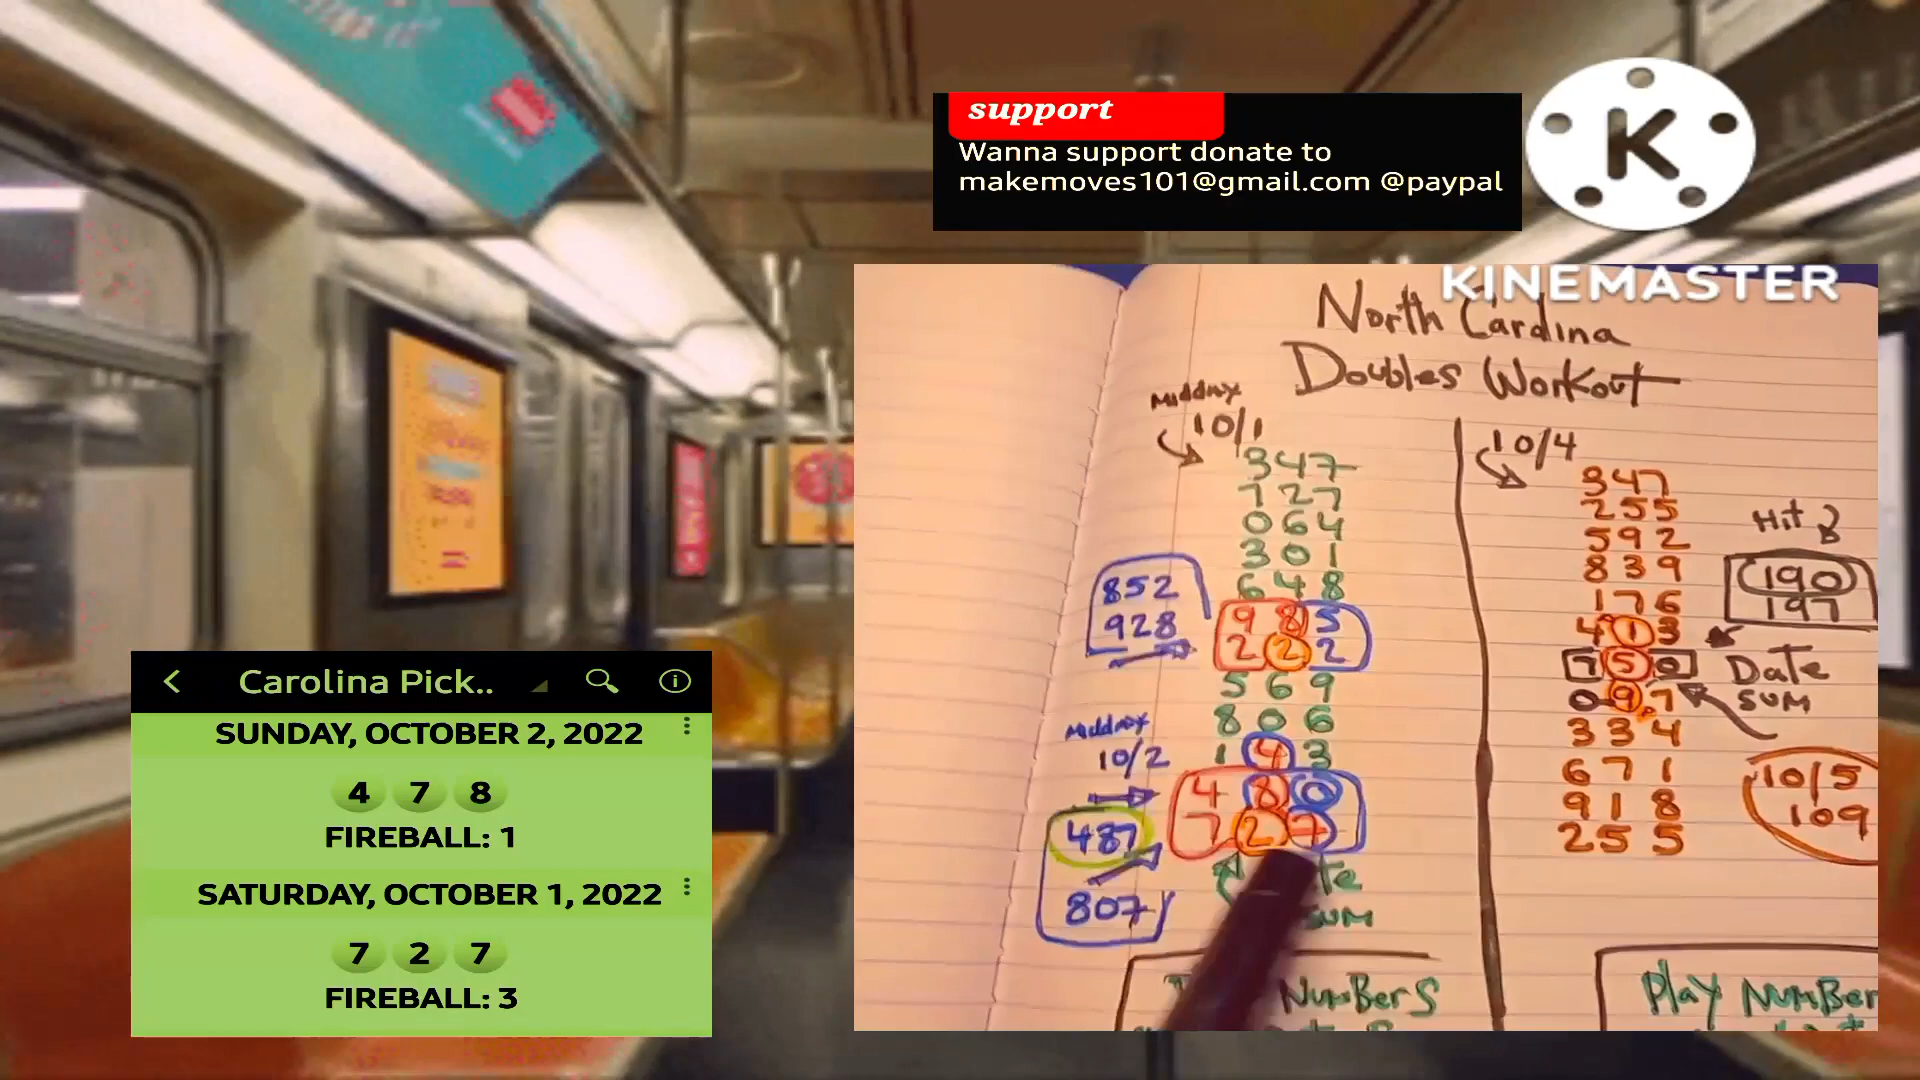 support
Wanna support donate to
makemoves101@gmail.com @paypal
K
KINEMASTER
North Carolina
Doubles Workout
Middray
10/1
347
727
064
301
648
985
222
569
806
143
480
727
852
928
Middray
10/2
487
807
SUM
NumBers
10/4
347
255
592
839
176
413
750
097
334
671
918
255
Hit
190
197
Date
SUM
10/5
109
Play NumBer
Carolina Pick..
SUNDAY, OCTOBER 2, 2022
4 7 8
FIREBALL: 1
SATURDAY, OCTOBER 1, 2022
7 2 7
FIREBALL: 3